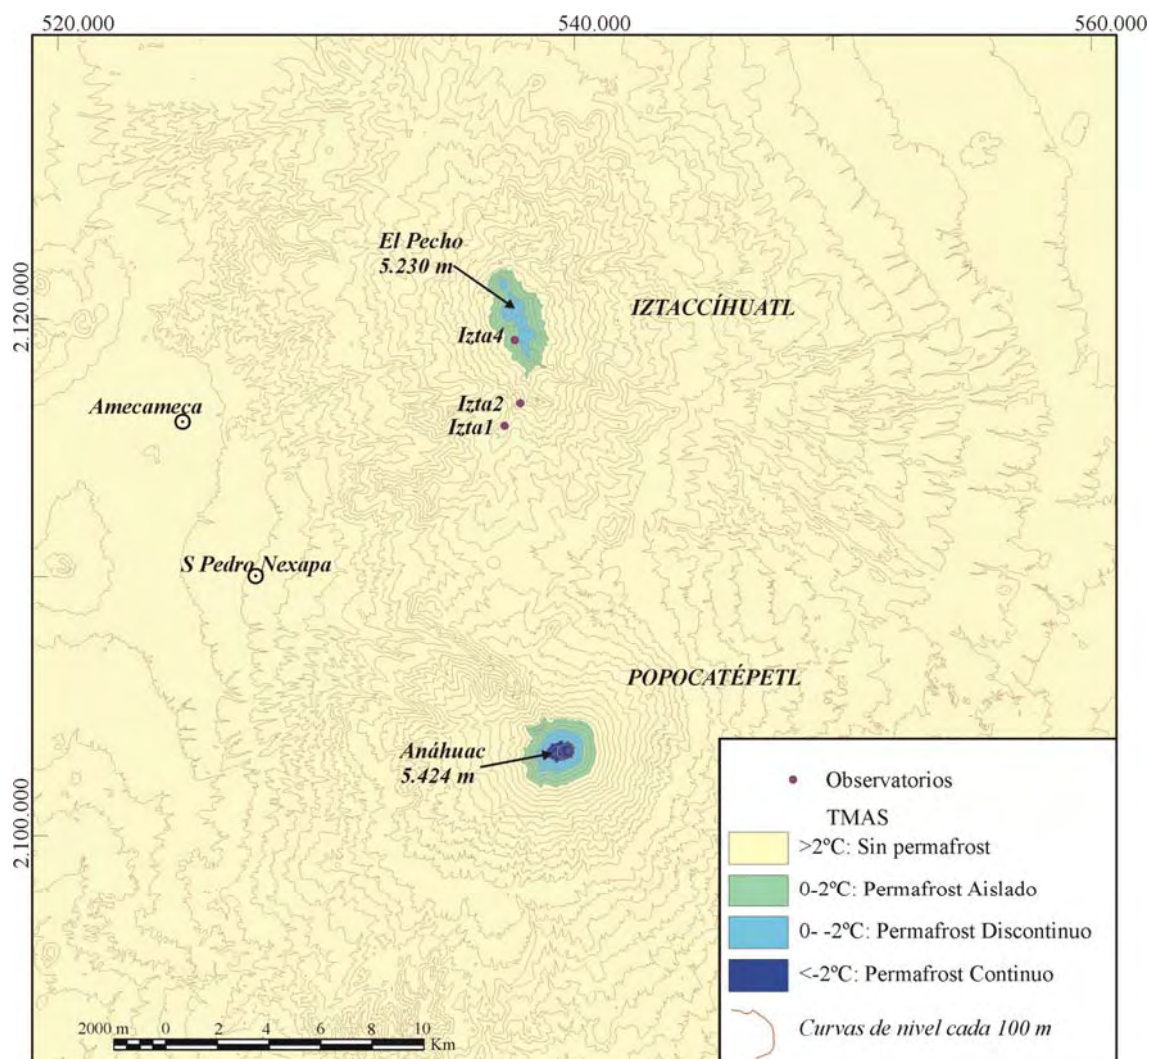 520.000
540.000
560.000
El Pecho
5.230 m
IZTACCÍHUATL
2,120.000
Izta4
Amecameca
Izta2
Izta1
S Pedro Nexapa
POPOCATÉPETL
Anáhuac
5.424 m
2,100.000
Observatorios
TMAS
>2ºC: Sin permafrost
0-2ºC: Permafrost Aislado
0- -2ºC: Permafrost Discontinuo
<-2ºC: Permafrost Continuo
Curvas de nivel cada 100 m
2000 m 0 2 4 6 8 10
Km